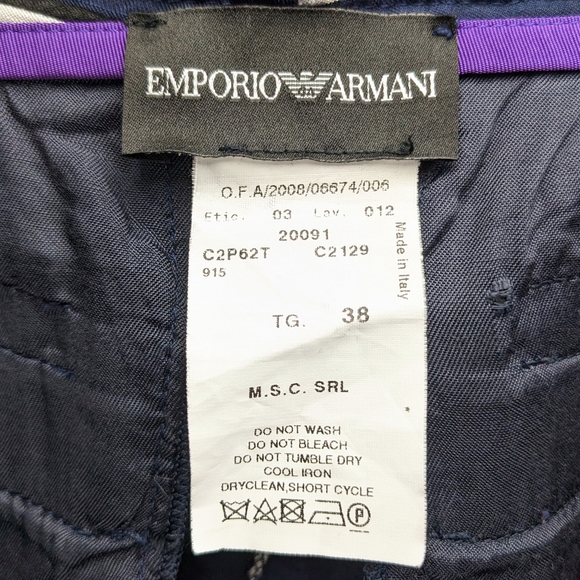 EMPORIO ARMANI
O.F.A/2008/06674/006
Etic. 03 Lav. 012
20091
C2P62T C2129
915
Made in Italy
TG. 38
M.S.C. SRL
DO NOT WASH
DO NOT BLEACH
DO NOT TUMBLE DRY
COOL IRON
DRYCLEAN,SHORT CYCLE
P